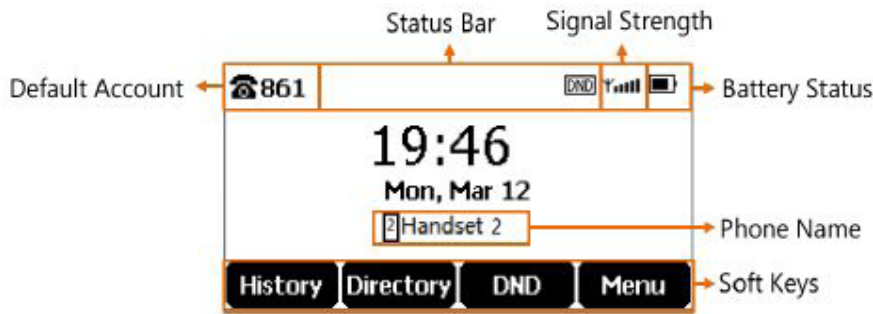 Status Bar
Signal Strength
Default Account
861
DND
Battery Status
19:46
Mon, Mar 12
2 Handset 2
Phone Name
History Directory DND Menu
Soft Keys